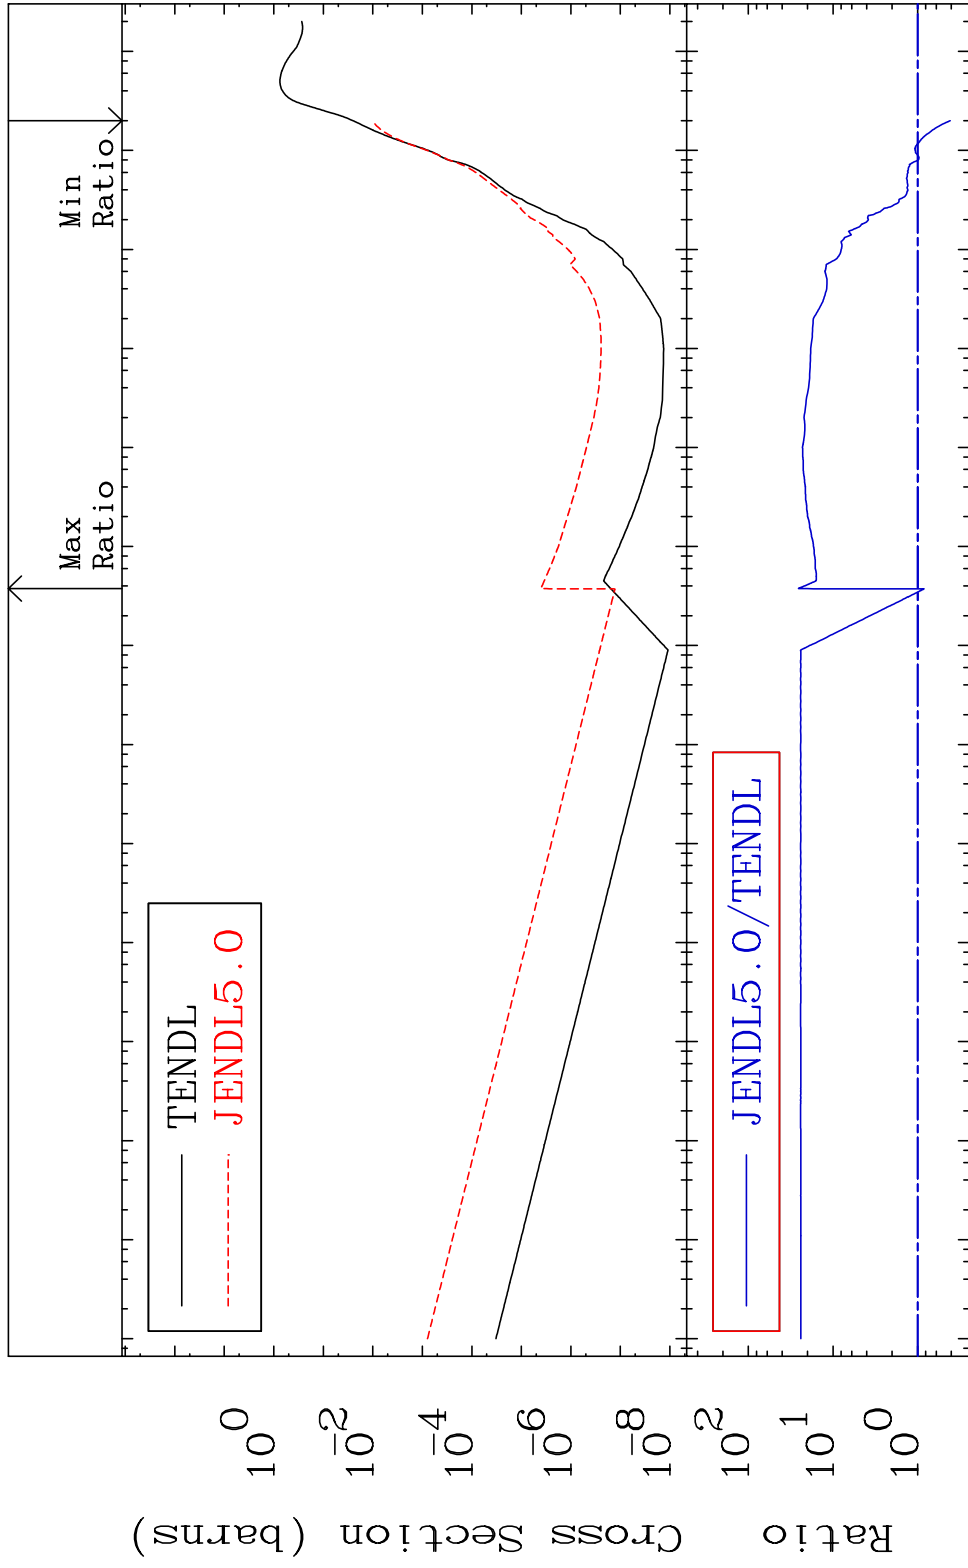 Max
Ratio
Min
Ratio
TENDL
JENDL5.0
Cross Section (barns)
10^0
10^-2
10^-4
10^-6
10^-8
JENDL5.0/TENDL
Ratio
10^2
10^1
10^0